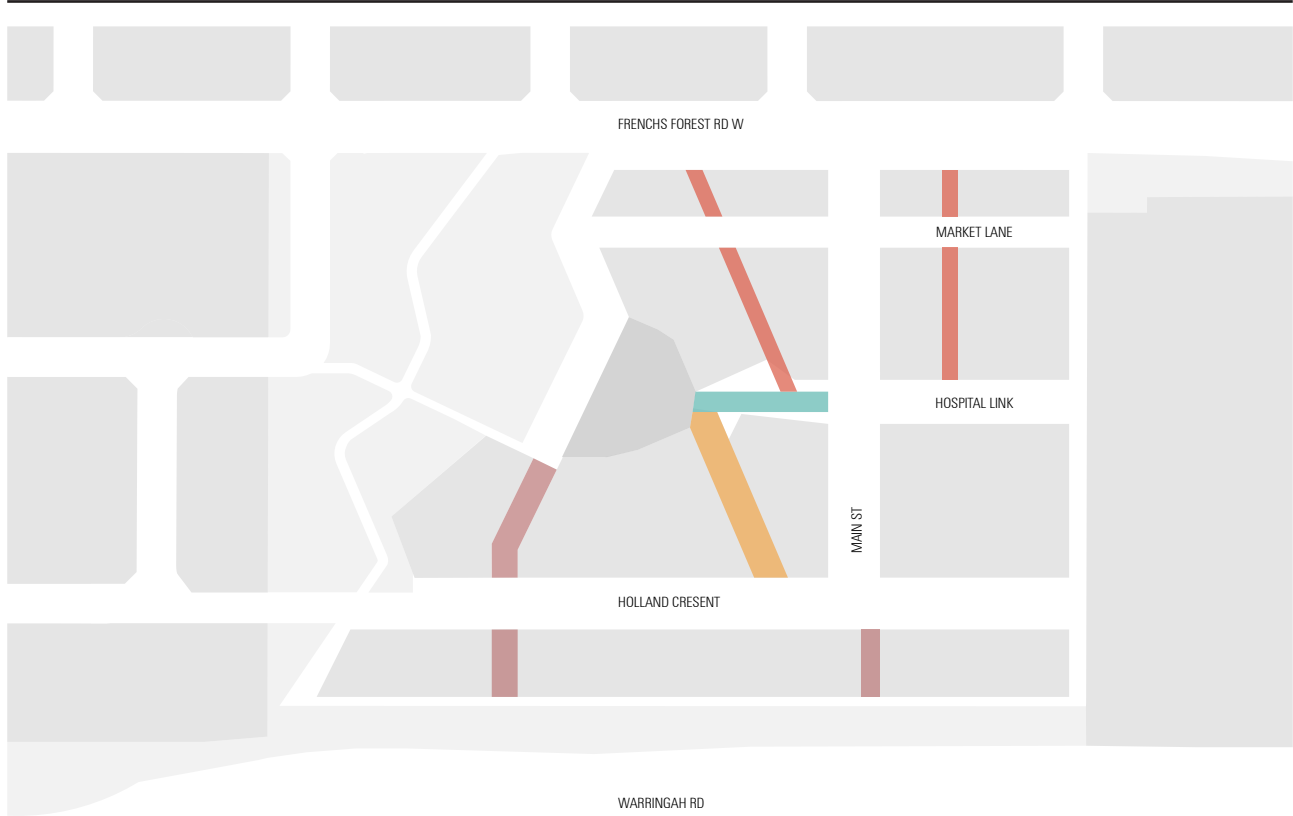 FRENCHS FOREST RD W
MARKET LANE
HOSPITAL LINK
MAIN ST
HOLLAND CRESENT
WARRINGAH RD